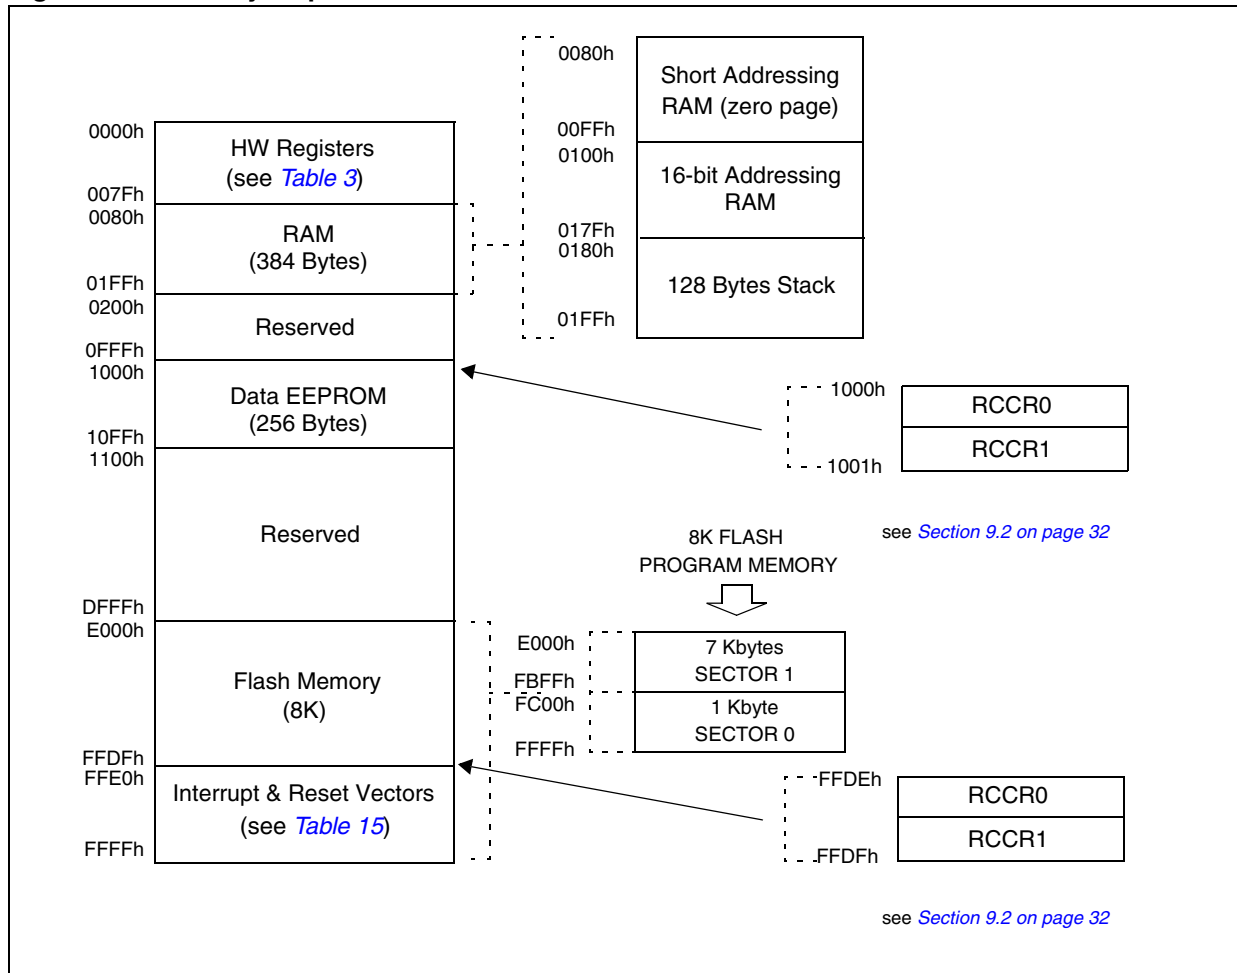 0000h
HW Registers
(see Table 3)
007Fh
0080h
RAM
(384 Bytes)
01FFh
0200h
Reserved
0FFFh
1000h
Data EEPROM
(256 Bytes)
10FFh
1100h
Reserved
DFFFh
E000h
Flash Memory
(8K)
FFDFh
FFE0h
Interrupt & Reset Vectors
(see Table 15)
FFFFh
0080h
Short Addressing
RAM (zero page)
00FFh
0100h
16-bit Addressing
RAM
017Fh
0180h
128 Bytes Stack
01FFh
1000h
RCCR0
RCCR1
1001h
see Section 9.2 on page 32
8K FLASH
PROGRAM MEMORY
E000h
7 Kbytes
SECTOR 1
FBFFh
FC00h
1 Kbyte
SECTOR 0
FFFFh
FFDEh
RCCR0
RCCR1
FFDFh
see Section 9.2 on page 32